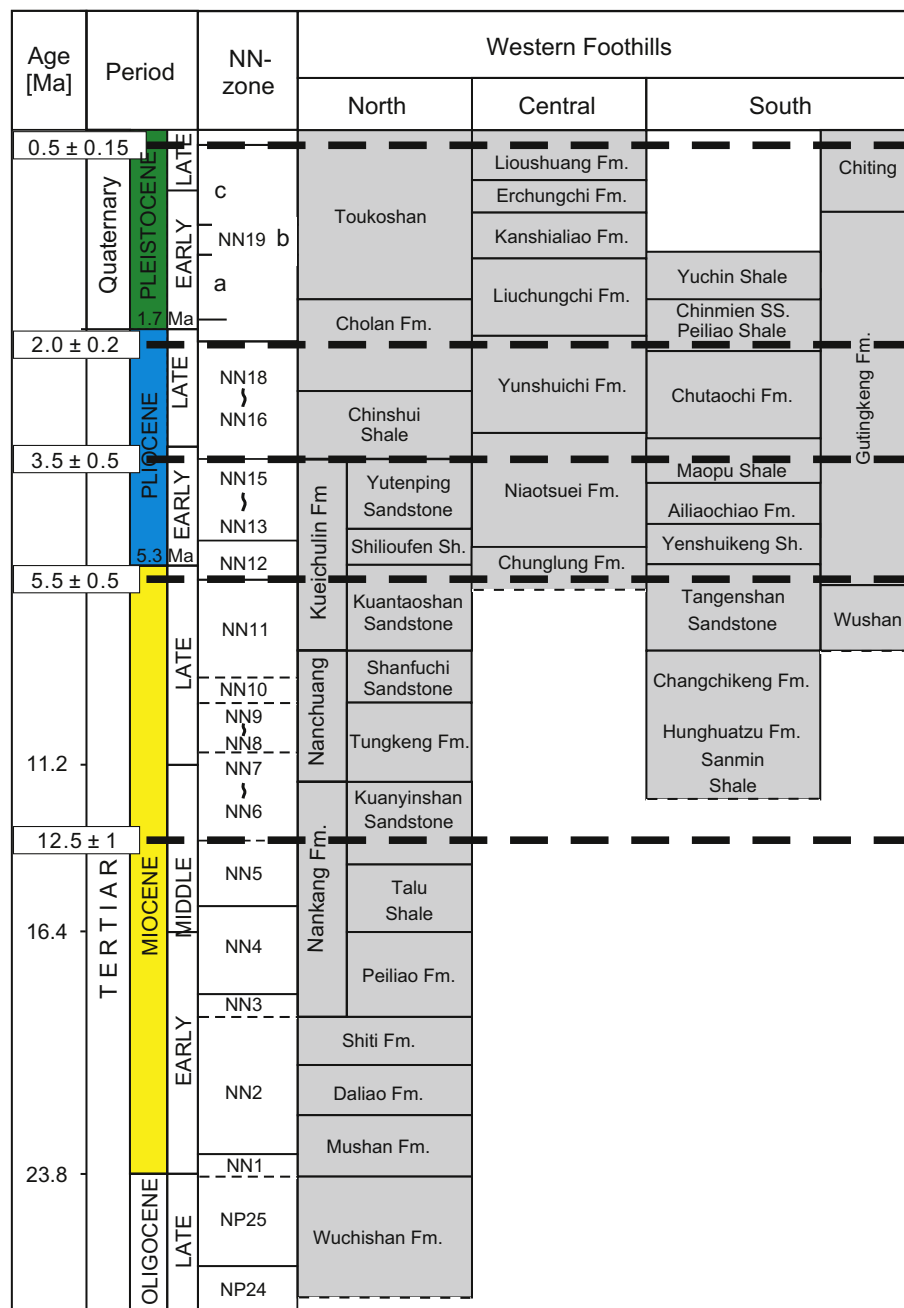 Age
[Ma]
Period
NN-
zone
Western Foothills
North
Central
South
0.5 ± 0.15
2.0 ± 0.2
3.5 ± 0.5
5.5 ± 0.5
11.2
12.5 ± 1
16.4
23.8
Quaternary
TERTIAR
PLEISTOCENE
1.7 Ma
PLIOCENE
5.3 Ma
MIOCENE
OLIGOCENE
LATE
EARLY
LATE
EARLY
LATE
MIDDLE
EARLY
LATE
c
NN19 b
a
NN18
~
NN16
NN15
~
NN13
NN12
NN11
NN10
NN9
~
NN8
NN7
~
NN6
NN5
NN4
NN3
NN2
NN1
NP25
NP24
Toukoshan
Cholan Fm.
Chinshui
Shale
Kueichulin Fm
Yutenping
Sandstone
Shilioufen Sh.
Kuantaoshan
Sandstone
Nanchuang
Shanfuchi
Sandstone
Tungkeng Fm.
Nankang Fm.
Kuanyinshan
Sandstone
Talu
Shale
Peiliao Fm.
Shiti Fm.
Daliao Fm.
Mushan Fm.
Wuchishan Fm.
Lioushuang Fm.
Erchungchi Fm.
Kanshialiao Fm.
Liuchungchi Fm.
Yunshuichi Fm.
Niaotsuei Fm.
Chunglung Fm.
Yuchin Shale
Chinmien SS.
Peiliao Shale
Chutaochi Fm.
Maopu Shale
Ailiaochiao Fm.
Yenshuikeng Sh.
Tangenshan
Sandstone
Changchikeng Fm.
Hunghuatzu Fm.
Sanmin
Shale
Chiting
Gutingkeng Fm.
Wushan